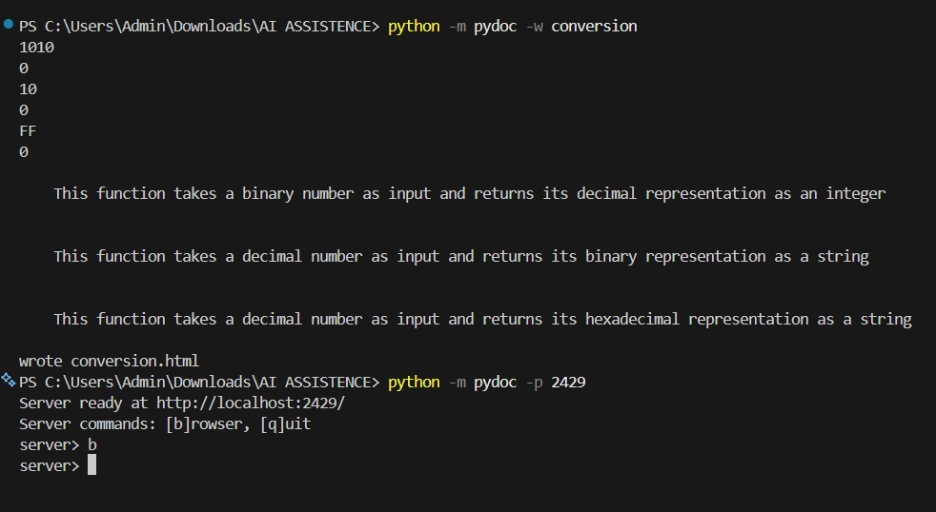 PS C:\Users\Admin\Downloads\AI ASSISTENCE> python -m pydoc -w conversion
1010
0
10
0
FF
0
This function takes a binary number as input and returns its decimal representation as an integer
This function takes a decimal number as input and returns its binary representation as a string
This function takes a decimal number as input and returns its hexadecimal representation as a string
wrote conversion.html
PS C:\Users\Admin\Downloads\AI ASSISTENCE> python -m pydoc -p 2429
Server ready at http://localhost:2429/
Server commands: [b]rowser, [q]uit
server> b
server>